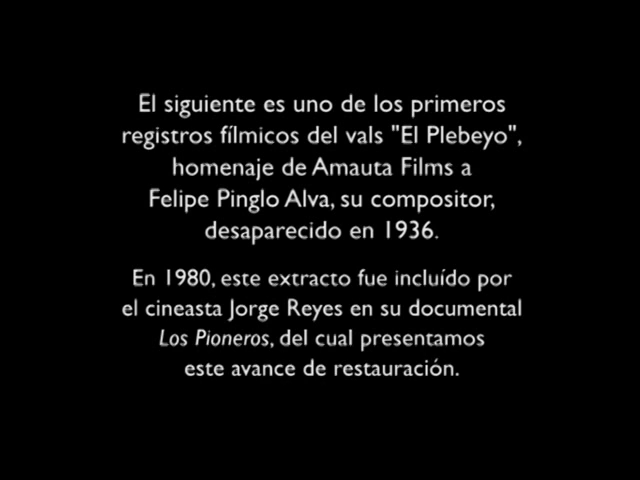 El siguiente es uno de los primeros
registros fílmicos del vals "El Plebeyo",
homenaje de Amauta Films a
Felipe Pinglo Alva, su compositor,
desaparecido en 1936.
En 1980, este extracto fue incluído por
el cineasta Jorge Reyes en su documental
Los Pioneros, del cual presentamos
este avance de restauración.